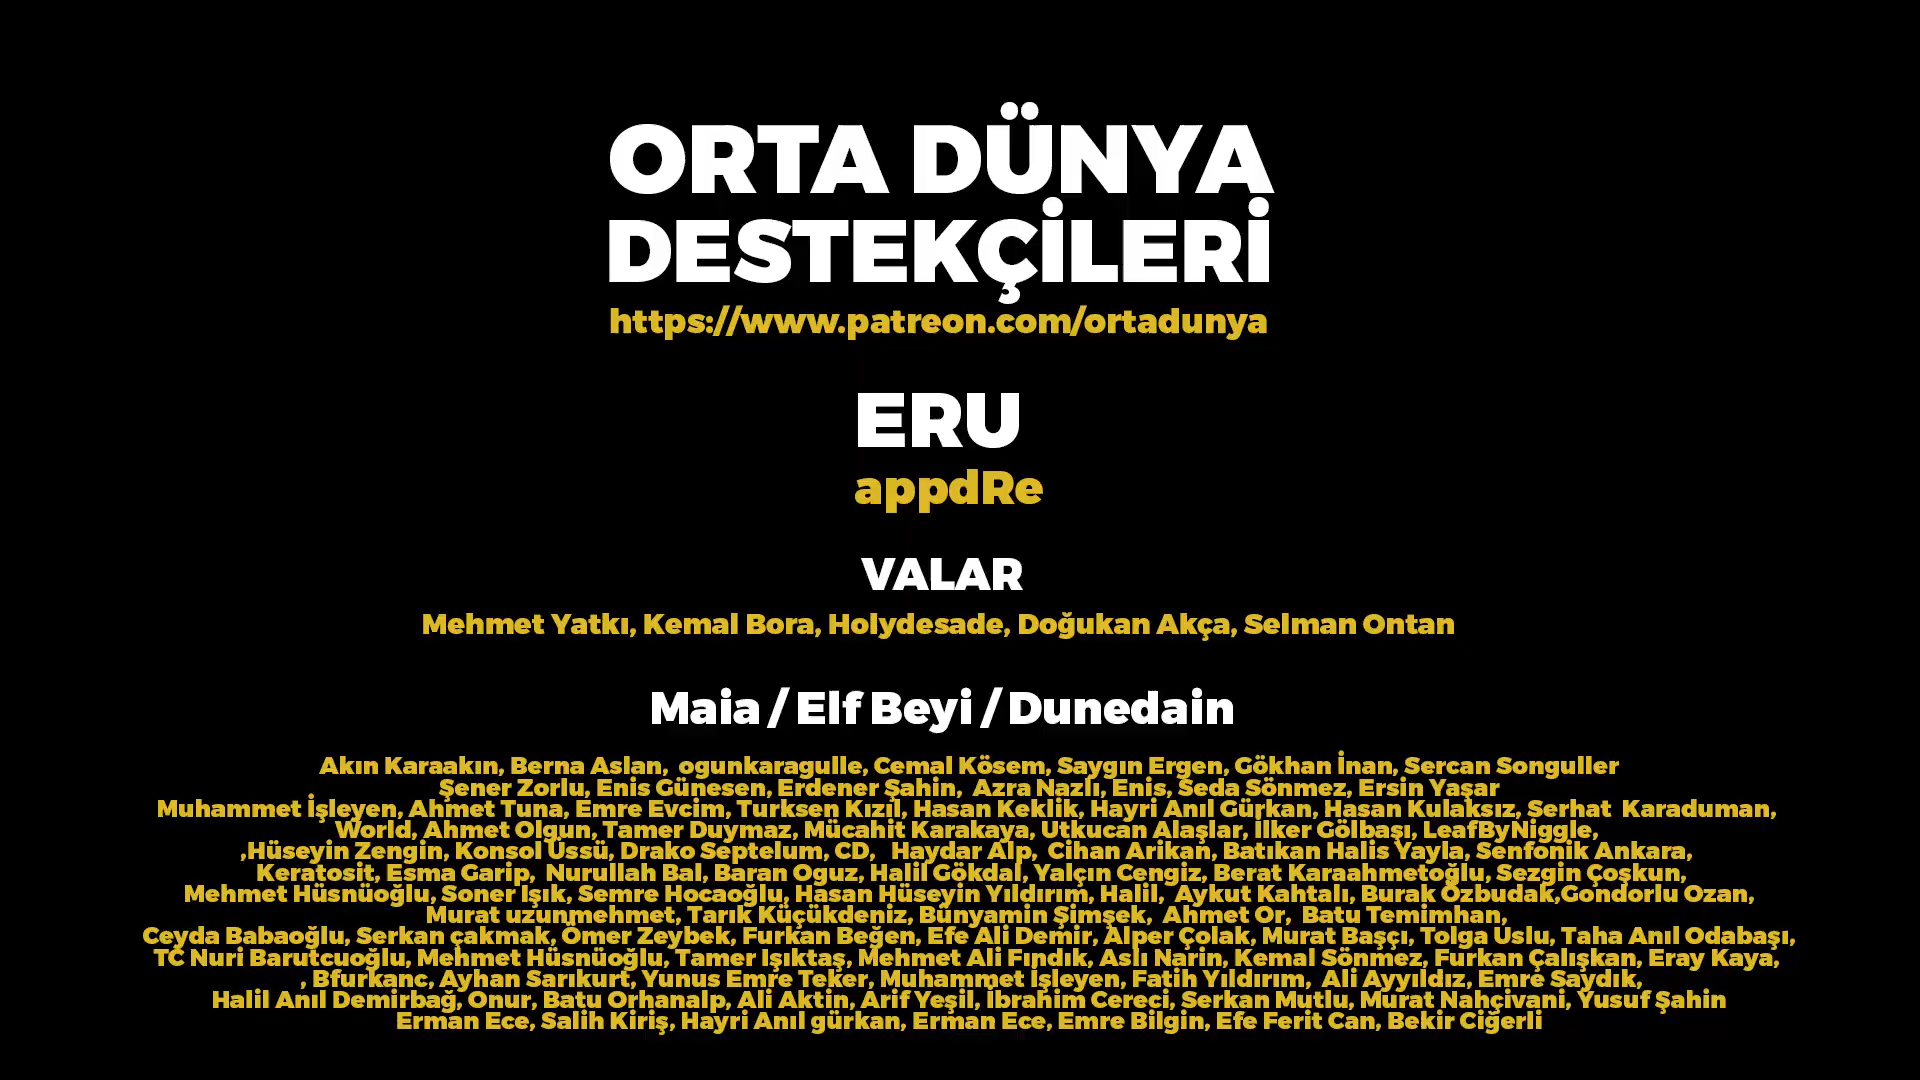 ORTA DÜNYA
DESTEKÇİLERİ
https://www.patreon.com/ortadunya
ERU
appdRe
VALAR
Mehmet Yatkı, Kemal Bora, Holydesade, Doğukan Akça, Selman Ontan
Maia / Elf Beyi / Dunedain
Akın Karaakın, Berna Aslan, ogunkaragulle, Cemal Kösem, Saygın Ergen, Gökhan İnan, Sercan Songuller
Şener Zorlu, Enis Günesen, Erdener Şahin, Azra Nazlı, Enis, Seda Sönmez, Ersin Yaşar
Muhammet İşleyen, Ahmet Tuna, Emre Evcim, Turksen Kızıl, Hasan Keklik, Hayri Anıl Gürkan, Hasan Kulaksız, Serhat Karaduman,
World, Ahmet Olgun, Tamer Duymaz, Mücahit Karakaya, Utkucan Alaşlar, İlker Gölbaşı, LeafByNiggle,
,Hüseyin Zengin, Konsol Üssü, Drako Septelum, CD, Haydar Alp, Cihan Arikan, Batıkan Halis Yayla, Senfonik Ankara,
Keratosit, Esma Garip, Nurullah Bal, Baran Oguz, Halil Gökdal, Yalçın Cengiz, Berat Karaahmetoğlu, Sezgin Çoşkun,
Mehmet Hüsnüoğlu, Soner Işık, Semre Hocaoğlu, Hasan Hüseyin Yıldırım, Halil, Aykut Kahtalı, Burak Özbudak,Gondorlu Ozan,
Murat uzunmehmet, Tarık Küçükdeniz, Bünyamin Şimşek, Ahmet Or, Batu Temimhan,
Ceyda Babaoğlu, Serkan çakmak, Ömer Zeybek, Furkan Beğen, Efe Ali Demir, Alper Çolak, Murat Başçı, Tolga Uslu, Taha Anıl Odabaşı,
TC Nuri Barutcuoğlu, Mehmet Hüsnüoğlu, Tamer Işıktaş, Mehmet Ali Fındık, Aslı Narin, Kemal Sönmez, Furkan Çalışkan, Eray Kaya,
, Bfurkanc, Ayhan Sarıkurt, Yunus Emre Teker, Muhammet İşleyen, Fatih Yıldırım, Ali Ayyıldız, Emre Saydık,
Halil Anıl Demirbağ, Onur, Batu Orhanalp, Ali Aktin, Arif Yeşil, İbrahim Cereci, Serkan Mutlu, Murat Nahçivani, Yusuf Şahin
Erman Ece, Salih Kiriş, Hayri Anıl gürkan, Erman Ece, Emre Bilgin, Efe Ferit Can, Bekir Ciğerli